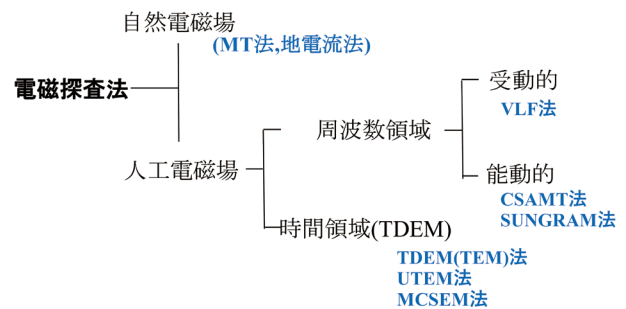 自然電磁場
(MT法,地電流法)
電磁探査法
受動的
VLF法
周波数領域
人工電磁場
能動的
CSAMT法
SUNGRAM法
時間領域(TDEM)
TDEM(TEM)法
UTEM法
MCSEM法